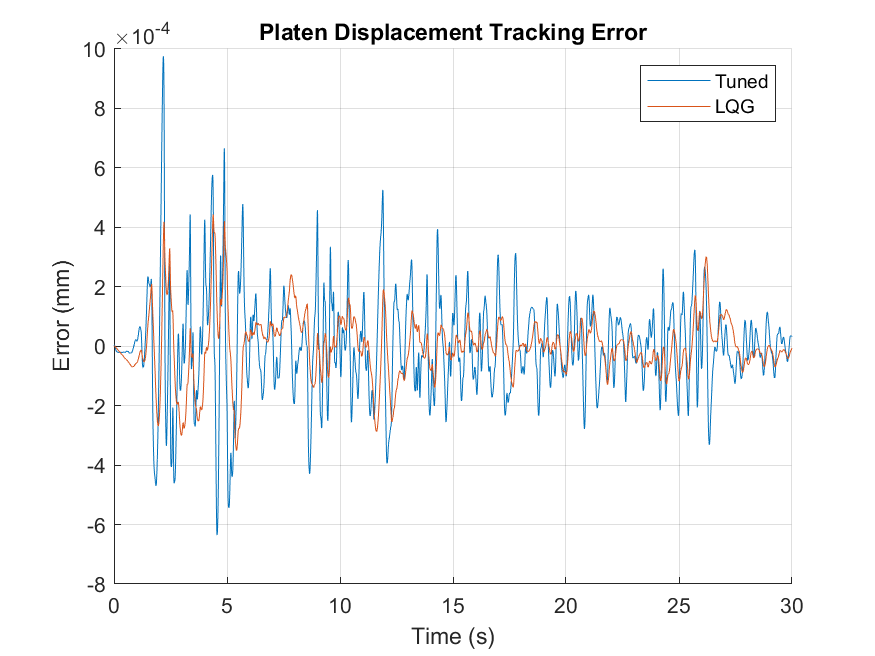 Platen Displacement Tracking Error
×10-4
10
8
6
4
2
0
-2
-4
-6
-8
Error (mm)
0 5 10 15 20 25 30
Time (s)
Tuned
LQG